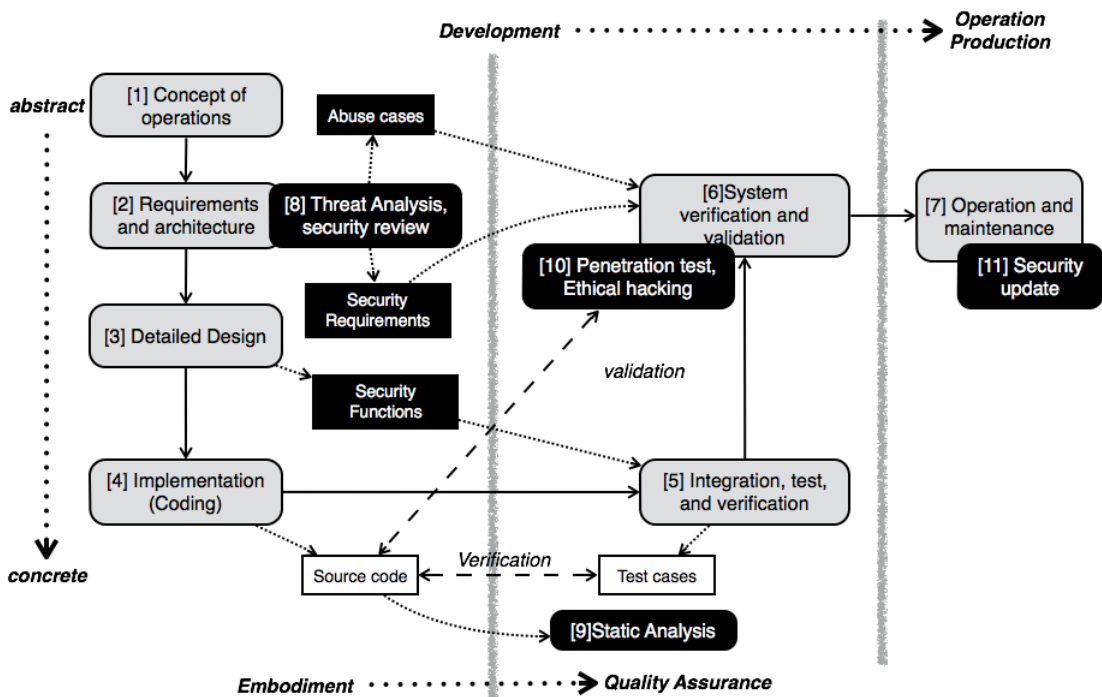 Development
Operation
Production
abstract
[1] Concept of
operations
Abuse cases
[2] Requirements
and architecture
[8] Threat Analysis,
security review
[6]System
verification and
validation
[7] Operation and
maintenance
[10] Penetration test,
Ethical hacking
[11] Security
update
Security
Requirements
[3] Detailed Design
validation
Security
Functions
[4] Implementation
(Coding)
[5] Integration, test,
and verification
concrete
Source code
Verification
Test cases
[9]Static Analysis
Embodiment
Quality Assurance